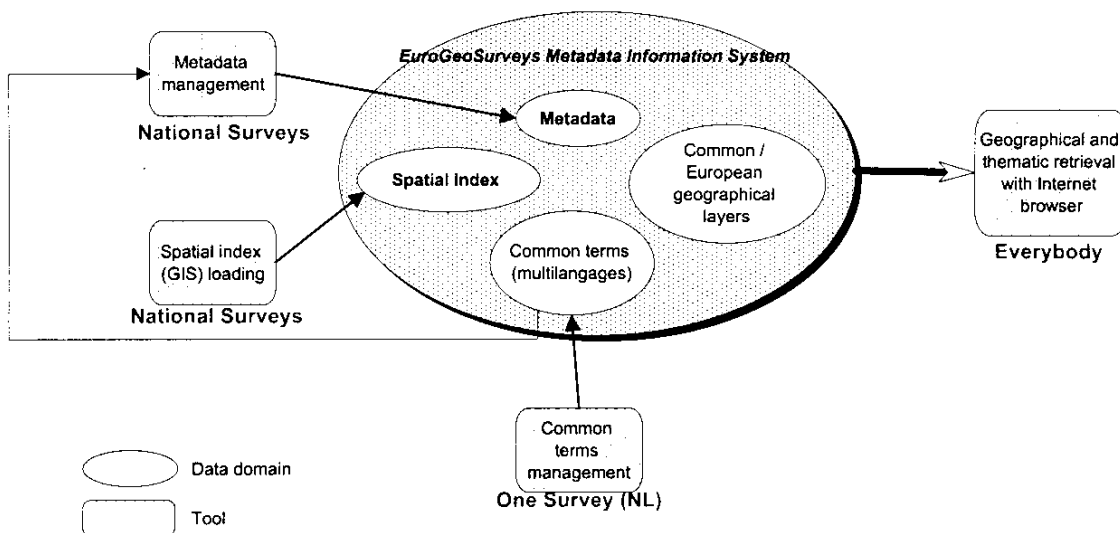 EuroGeoSurveys Metadata Information System
Metadata
management
National Surveys
Metadata
Spatial index
Common /
European
geographical
layers
Geographical and
thematic retrieval
with Internet
browser
Everybody
Spatial index
(GIS) loading
National Surveys
Common terms
(multilangages)
Common
terms
management
One Survey (NL)
Data domain
Tool